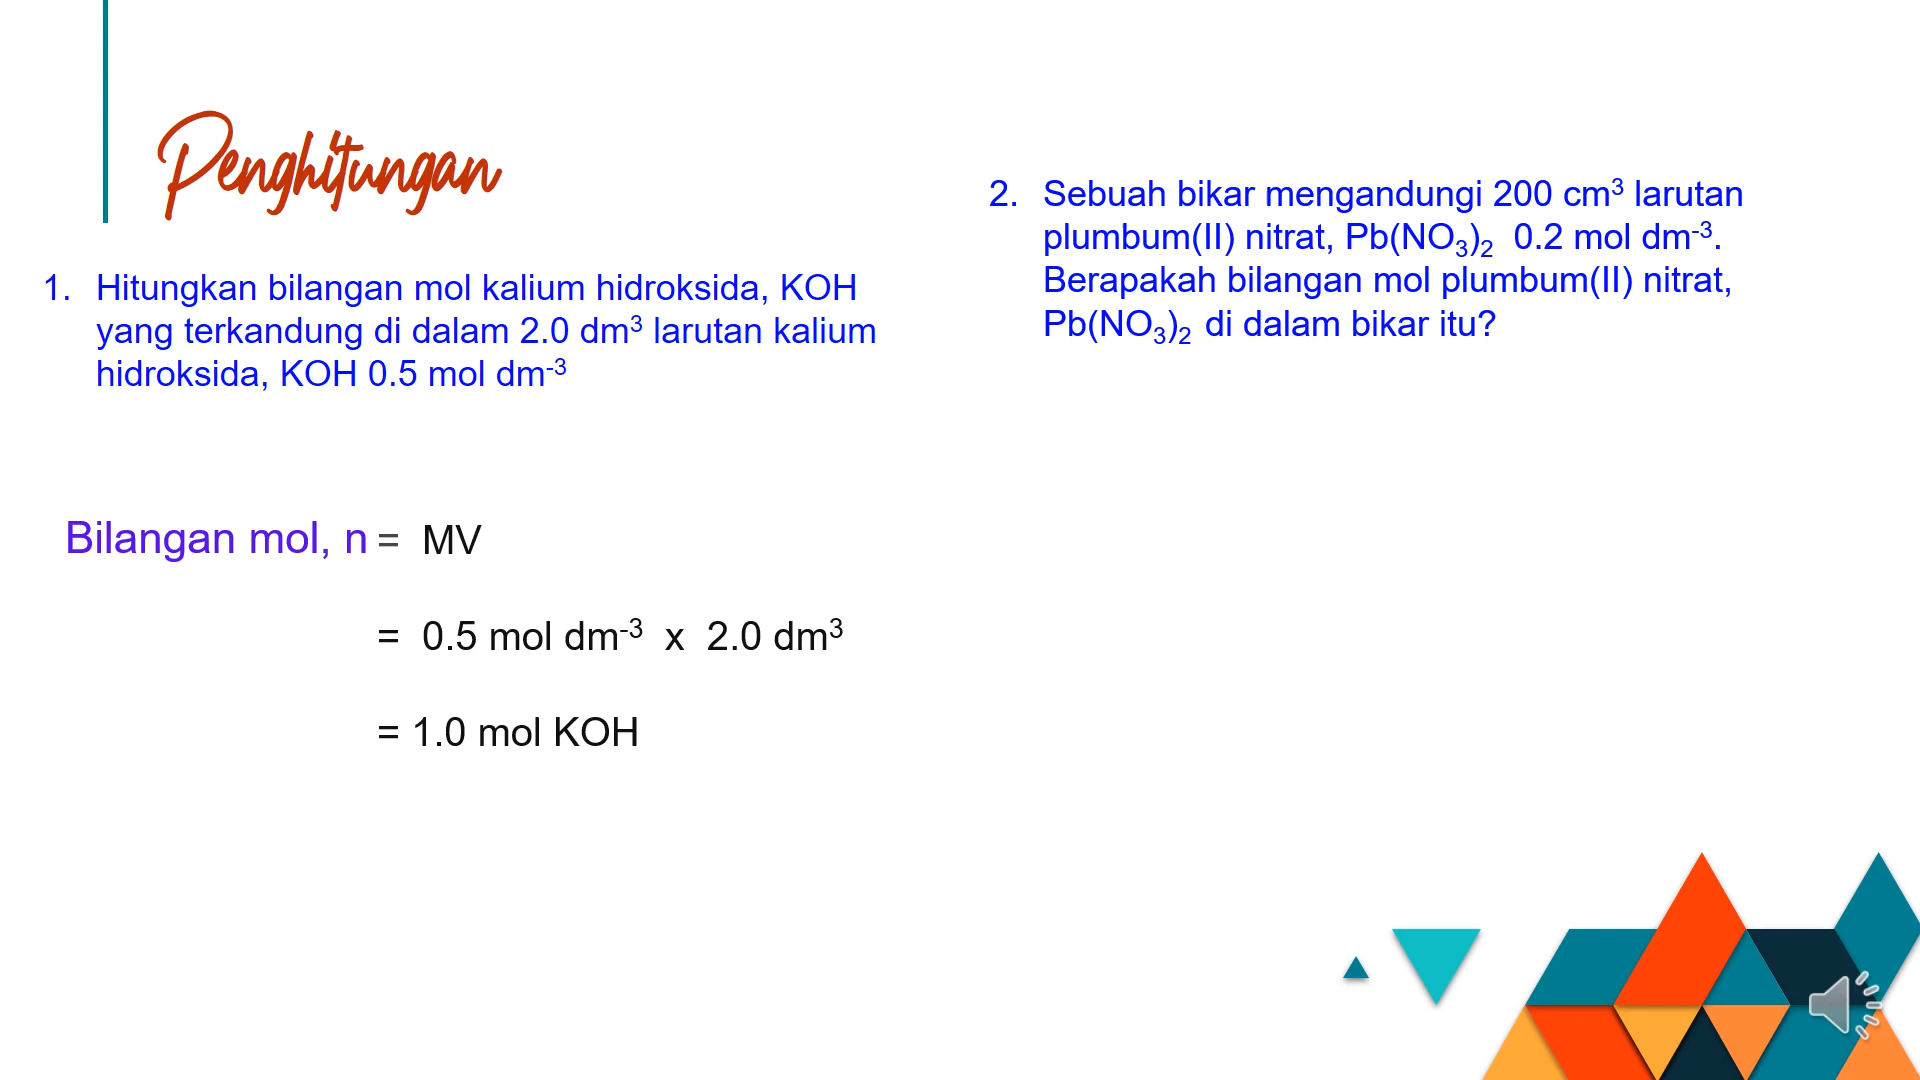 Penghitungan
1. Hitungkan bilangan mol kalium hidroksida, KOH
yang terkandung di dalam 2.0 dm³ larutan kalium
hidroksida, KOH 0.5 mol dm⁻³
Bilangan mol, n = MV
= 0.5 mol dm⁻³ x 2.0 dm³
= 1.0 mol KOH
2. Sebuah bikar mengandungi 200 cm³ larutan
plumbum(II) nitrat, Pb(NO₃)₂ 0.2 mol dm⁻³.
Berapakah bilangan mol plumbum(II) nitrat,
Pb(NO₃)₂ di dalam bikar itu?